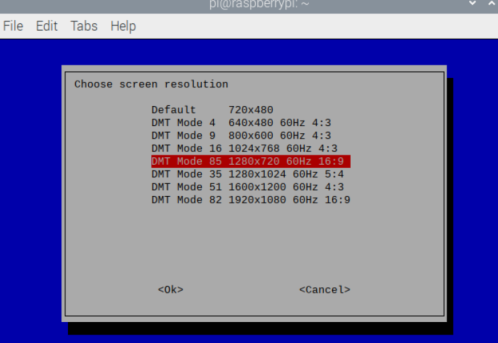 pi@raspberrypi: ~
File Edit Tabs Help
Choose screen resolution
Default 720x480
DMT Mode 4 640x480 60Hz 4:3
DMT Mode 9 800x600 60Hz 4:3
DMT Mode 16 1024x768 60Hz 4:3
DMT Mode 85 1280x720 60Hz 16:9
DMT Mode 35 1280x1024 60Hz 5:4
DMT Mode 51 1600x1200 60Hz 4:3
DMT Mode 82 1920x1080 60Hz 16:9
<Ok> <Cancel>